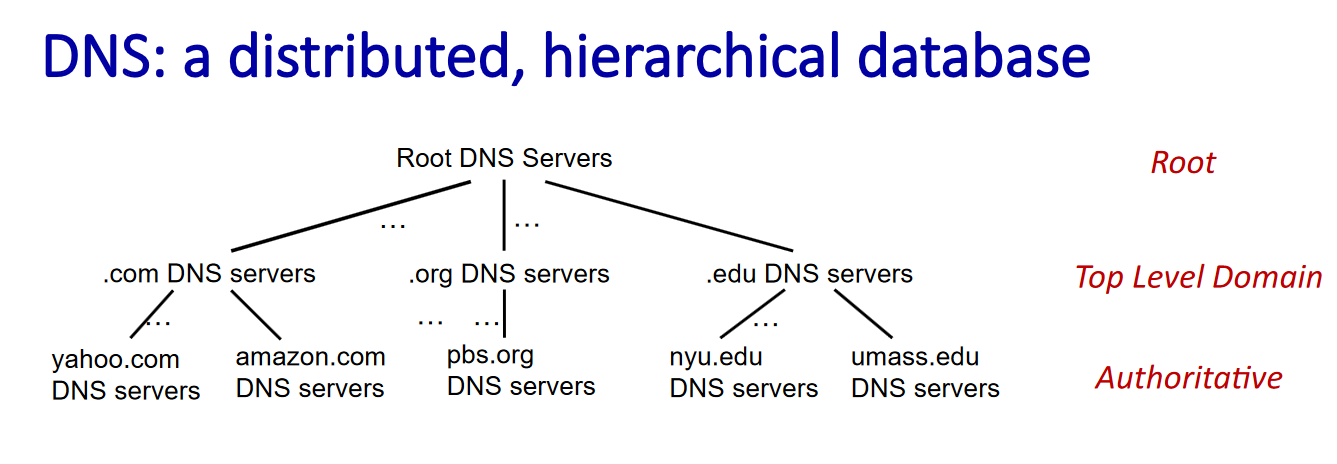 DNS: a distributed, hierarchical database
Root DNS Servers
Root
… …
.com DNS servers
.org DNS servers
.edu DNS servers
Top Level Domain
… … … …
yahoo.com
DNS servers
amazon.com
DNS servers
pbs.org
DNS servers
nyu.edu
DNS servers
umass.edu
DNS servers
Authoritative